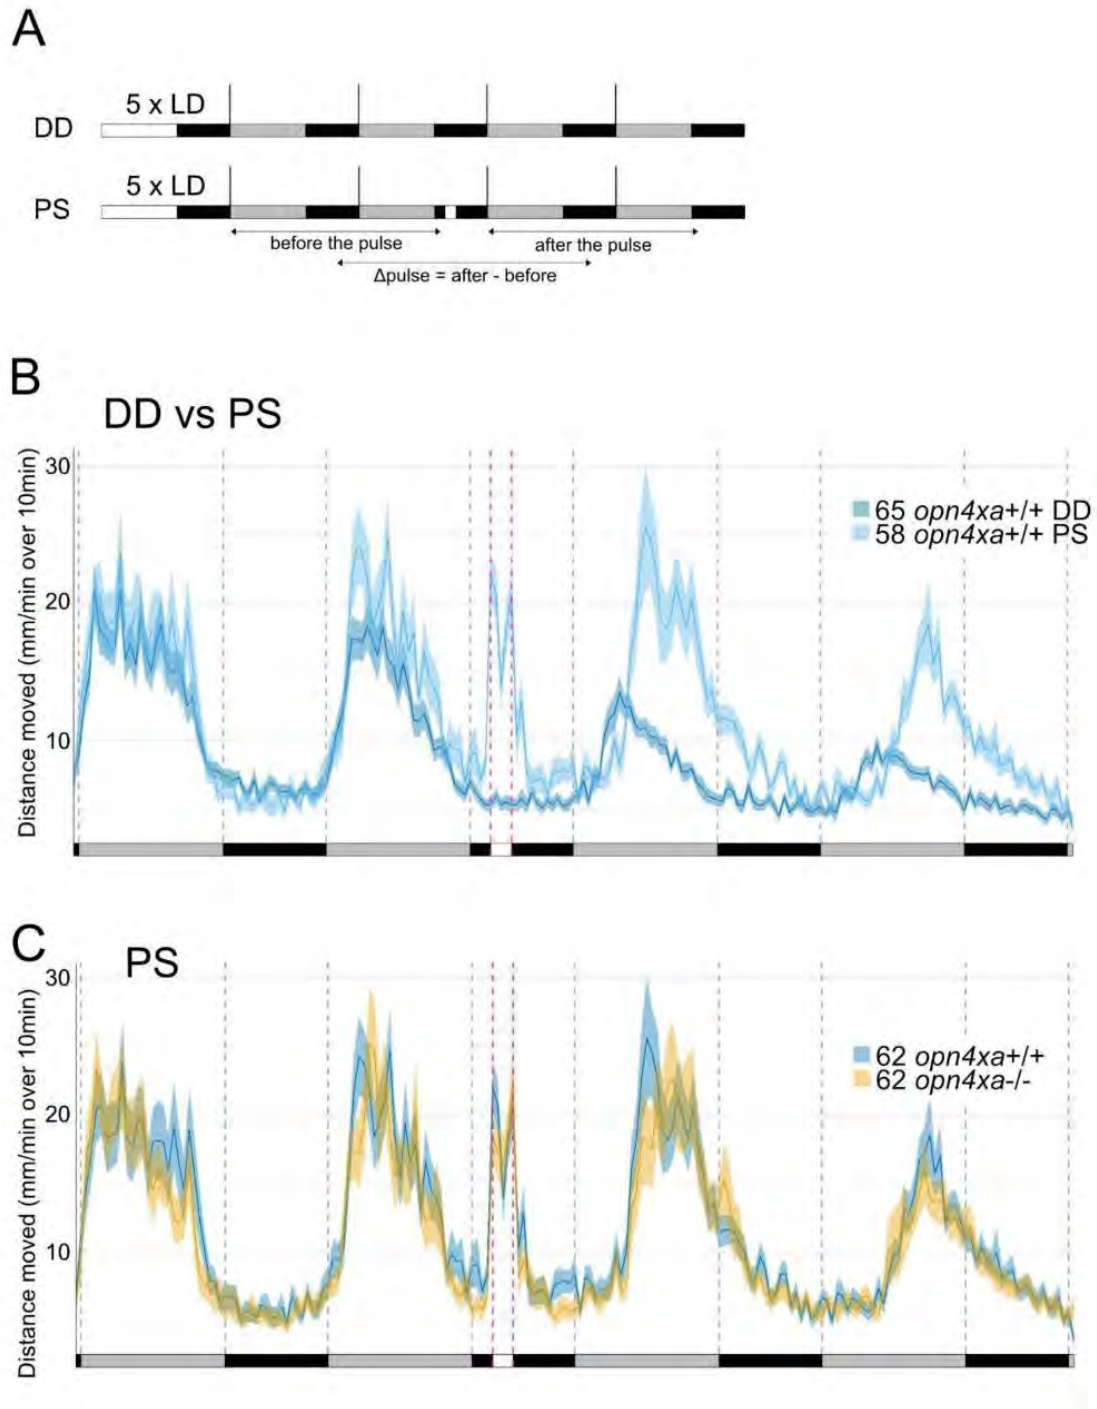 A
5 x LD
DD
5 x LD
PS
before the pulse
after the pulse
Δpulse = after - before
B
DD vs PS
Distance moved (mm/min over 10min)
30
20
10
65 opn4xa+/+ DD
58 opn4xa+/+ PS
C
PS
Distance moved (mm/min over 10min)
30
20
10
62 opn4xa+/+
62 opn4xa-/-